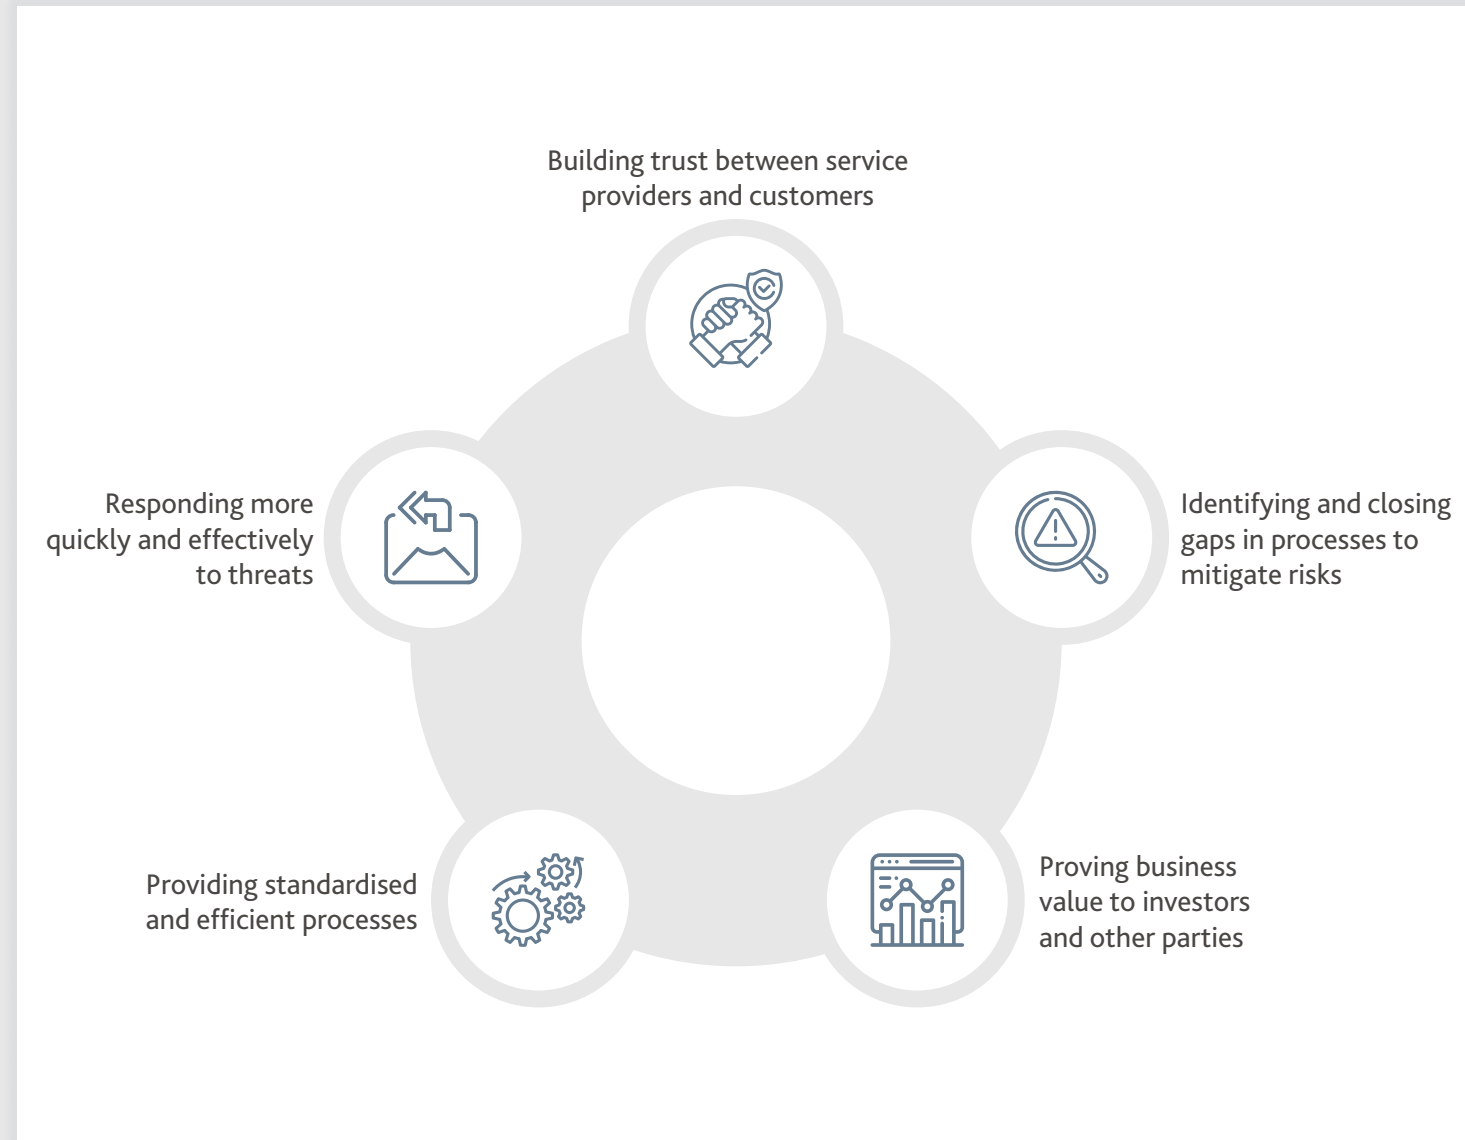 Building trust between service
providers and customers
Responding more
quickly and effectively
to threats
Identifying and closing
gaps in processes to
mitigate risks
Providing standardised
and efficient processes
Proving business
value to investors
and other parties